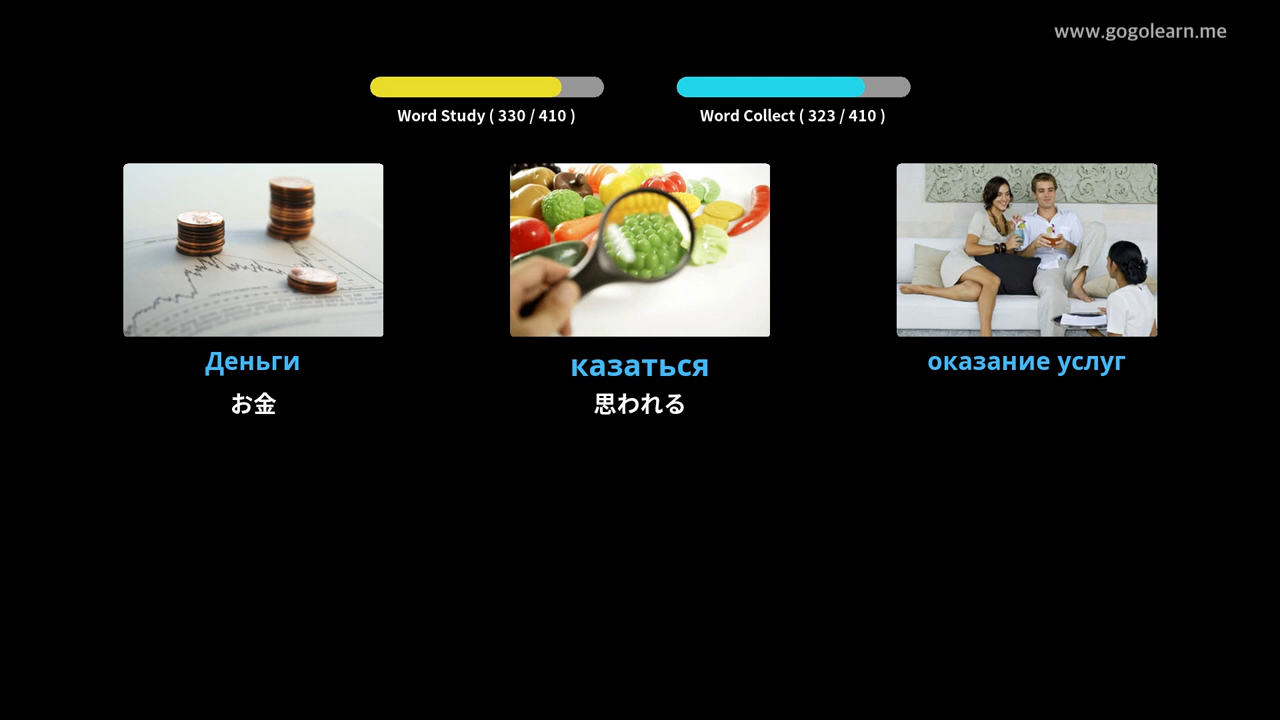 www.gogolearn.me
Word Study ( 330 / 410 )
Word Collect ( 323 / 410 )
Деньги
казаться
оказание услуг
お金
思われる